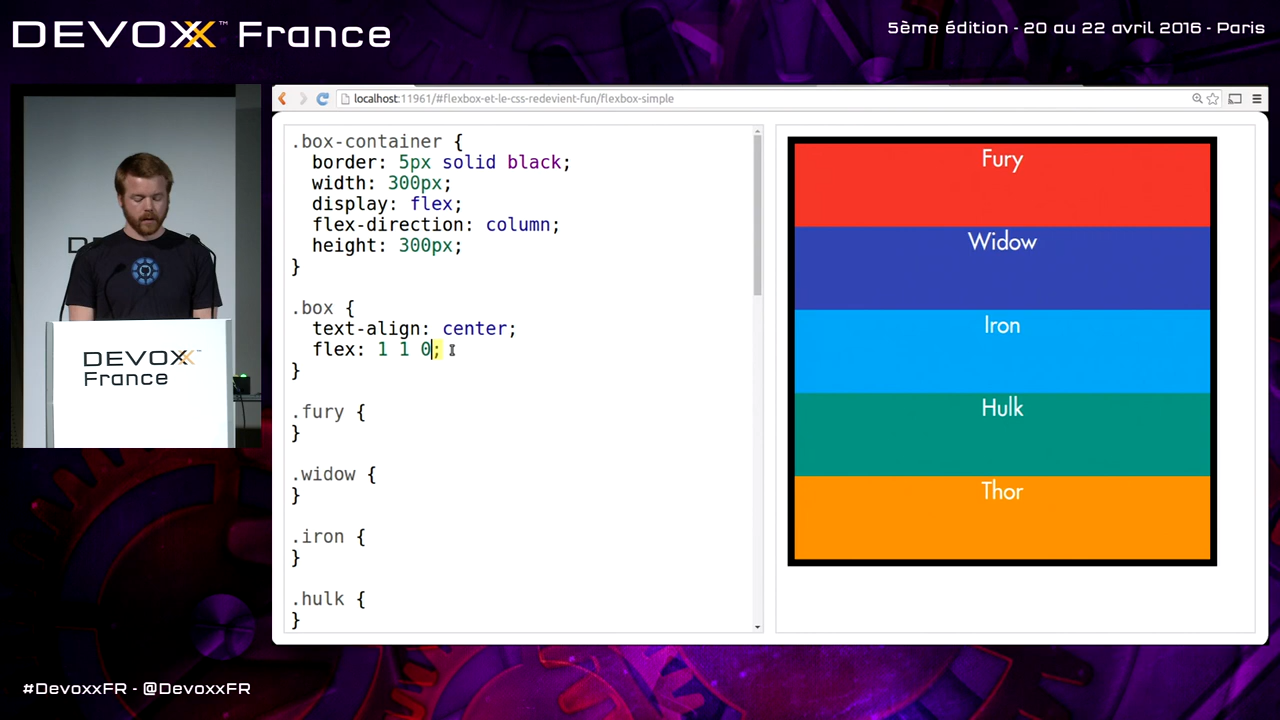 DEVOXX™ France
5ème édition - 20 au 22 avril 2016 - Paris
localhost:11961/#flexbox-et-le-css-redevient-fun/flexbox-simple
.box-container {
border: 5px solid black;
width: 300px;
display: flex;
flex-direction: column;
height: 300px;
}
.box {
text-align: center;
flex: 1 1 0;
}
.fury {
}
.widow {
}
.iron {
}
.hulk {
}
Fury
Widow
Iron
Hulk
Thor
DEVOXX™
France
#DevoxxFR - @DevoxxFR